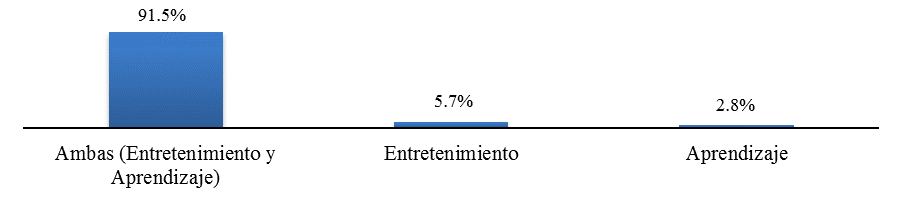 91.5%
5.7%
2.8%
Ambas (Entretenimiento y
Aprendizaje)
Entretenimiento
Aprendizaje